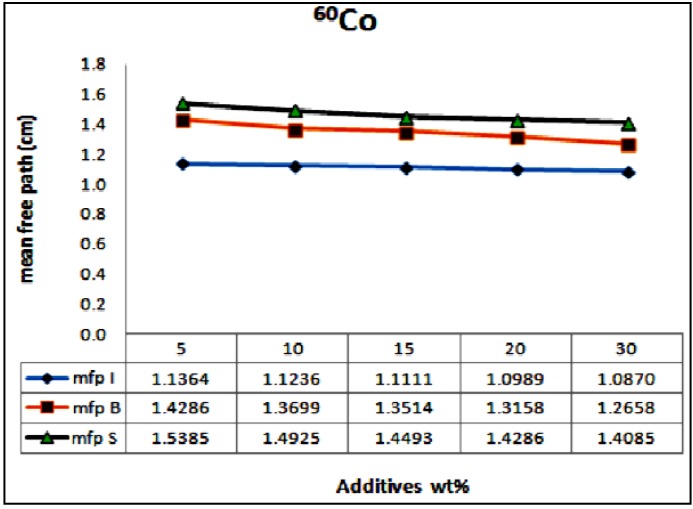 ⁶⁰Co
mean free path (cm)
1.8
1.6
1.4
1.2
1.0
0.8
0.6
0.4
0.2
0.0
5 10 15 20 30
mfp I 1.1364 1.1236 1.1111 1.0989 1.0870
mfp B 1.4286 1.3699 1.3514 1.3158 1.2658
mfp S 1.5385 1.4925 1.4493 1.4286 1.4085
Additives wt%